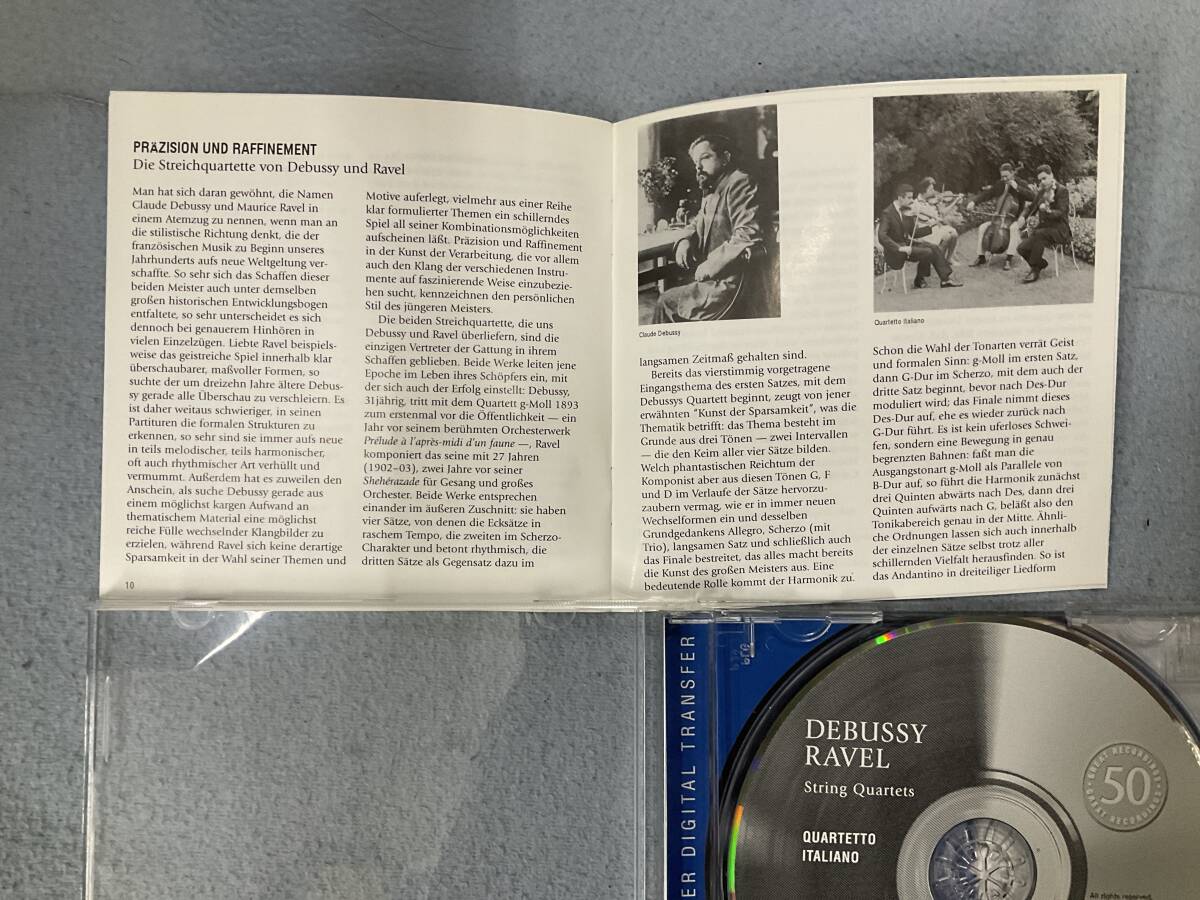 PRÄZISION UND RAFFINEMENT
Die Streichquartette von Debussy und Ravel
Man hat sich daran gewöhnt, die Namen
Claude Debussy und Maurice Ravel in
einem Atemzug zu nennen, wenn man an
die stilistische Richtung denkt, die der
französischen Musik zu Beginn unseres
Jahrhunderts aufs neue Weltgeltung ver-
schaffte. So sehr sich das Schaffen dieser
beiden Meister auch unter demselben
großen historischen Entwicklungsbogen
entfaltete, so sehr unterscheidet es sich
dennoch bei genauerem Hinhören in
vielen Einzelzügen. Liebte Ravel beispiels-
weise das geistreiche Spiel innerhalb klar
überschaubarer, maßvoller Formen, so
suchte der um dreizehn Jahre ältere Debus-
sy gerade alle Überschau zu verschleiern. Es
ist daher weitaus schwieriger, in seinen
Partituren die formalen Strukturen zu
erkennen, so sehr sind sie immer aufs neue
in teils melodischer, teils harmonischer,
oft auch rhythmischer Art verhüllt und
vermummt. Außerdem hat es zuweilen den
Anschein, als suche Debussy gerade aus
einem möglichst kargen Aufwand an
thematischem Material eine möglichst
reiche Fülle wechselnder Klangbilder zu
erzielen, während Ravel sich keine derartige
Sparsamkeit in der Wahl seiner Themen und
10
Motive auferlegt, vielmehr aus einer Reihe
klar formulierter Themen ein schillerndes
Spiel all seiner Kombinationsmöglichkeiten
aufscheinen läßt. Präzision und Raffinement
in der Kunst der Verarbeitung, die vor allem
auch den Klang der verschiedenen Instru-
mente auf faszinierende Weise einzubezie-
hen sucht, kennzeichnen den persönlichen
Stil des jüngeren Meisters.
Die beiden Streichquartette, die uns
Debussy und Ravel überliefern, sind die
einzigen Vertreter der Gattung in ihrem
Schaffen geblieben. Beide Werke leiten jene
Epoche im Leben ihres Schöpfers ein, mit
der sich auch der Erfolg einstellt: Debussy,
31jährig, tritt mit dem Quartett g-Moll 1893
zum erstenmal vor die Öffentlichkeit — ein
Jahr vor seinem berühmten Orchesterwerk
Prélude à l'après-midi d'un faune —, Ravel
komponiert das seine mit 27 Jahren
(1902–03), zwei Jahre vor seiner
Shehérazade für Gesang und großes
Orchester. Beide Werke entsprechen
einander im äußeren Zuschnitt: sie haben
vier Sätze, von denen die Ecksätze in
raschem Tempo, die zweiten im Scherzo-
Charakter und betont rhythmisch, die
dritten Sätze als Gegensatz dazu im
Claude Debussy
langsamen Zeitmaß gehalten sind.
Bereits das vierstimmig vorgetragene
Eingangsthema des ersten Satzes, mit dem
Debussys Quartett beginnt, zeugt von jener
erwähnten "Kunst der Sparsamkeit", was die
Thematik betrifft: das Thema besteht im
Grunde aus drei Tönen — zwei Intervallen
— die den Keim aller vier Sätze bilden.
Welch phantastischen Reichtum der
Komponist aber aus diesen Tönen G, F
und D im Verlaufe der Sätze hervorzu-
zaubern vermag, wie er in immer neuen
Wechselformen ein und desselben
Grundgedankens Allegro, Scherzo (mit
Trio), langsamen Satz und schließlich auch
das Finale bestreitet, das alles macht bereits
die Kunst des großen Meisters aus. Eine
bedeutende Rolle kommt der Harmonik zu.
Quartetto Italiano
Schon die Wahl der Tonarten verrät Geist
und formalen Sinn: g-Moll im ersten Satz,
dann G-Dur im Scherzo, mit dem auch der
dritte Satz beginnt, bevor nach Des-Dur
moduliert wird; das Finale nimmt dieses
Des-Dur auf, ehe es wieder zurück nach
G-Dur führt. Es ist kein uferloses Schwei-
fen, sondern eine Bewegung in genau
begrenzten Bahnen: faßt man die
Ausgangstonart g-Moll als Parallele von
B-Dur auf, so führt die Harmonik zunächst
drei Quinten abwärts nach Des, dann drei
Quinten aufwärts nach G, beläßt also den
Tonikabereich genau in der Mitte. Ähnli-
che Ordnungen lassen sich auch innerhalb
der einzelnen Sätze selbst trotz aller
schillernden Vielfalt herausfinden. So ist
das Andantino in dreiteiliger Liedform
ER DIGITAL TRANSFER
DEBUSSY
RAVEL
String Quartets
QUARTETTO
ITALIANO
GREAT RECORDINGS
50
GREAT RECORDINGS
All rights reserved.